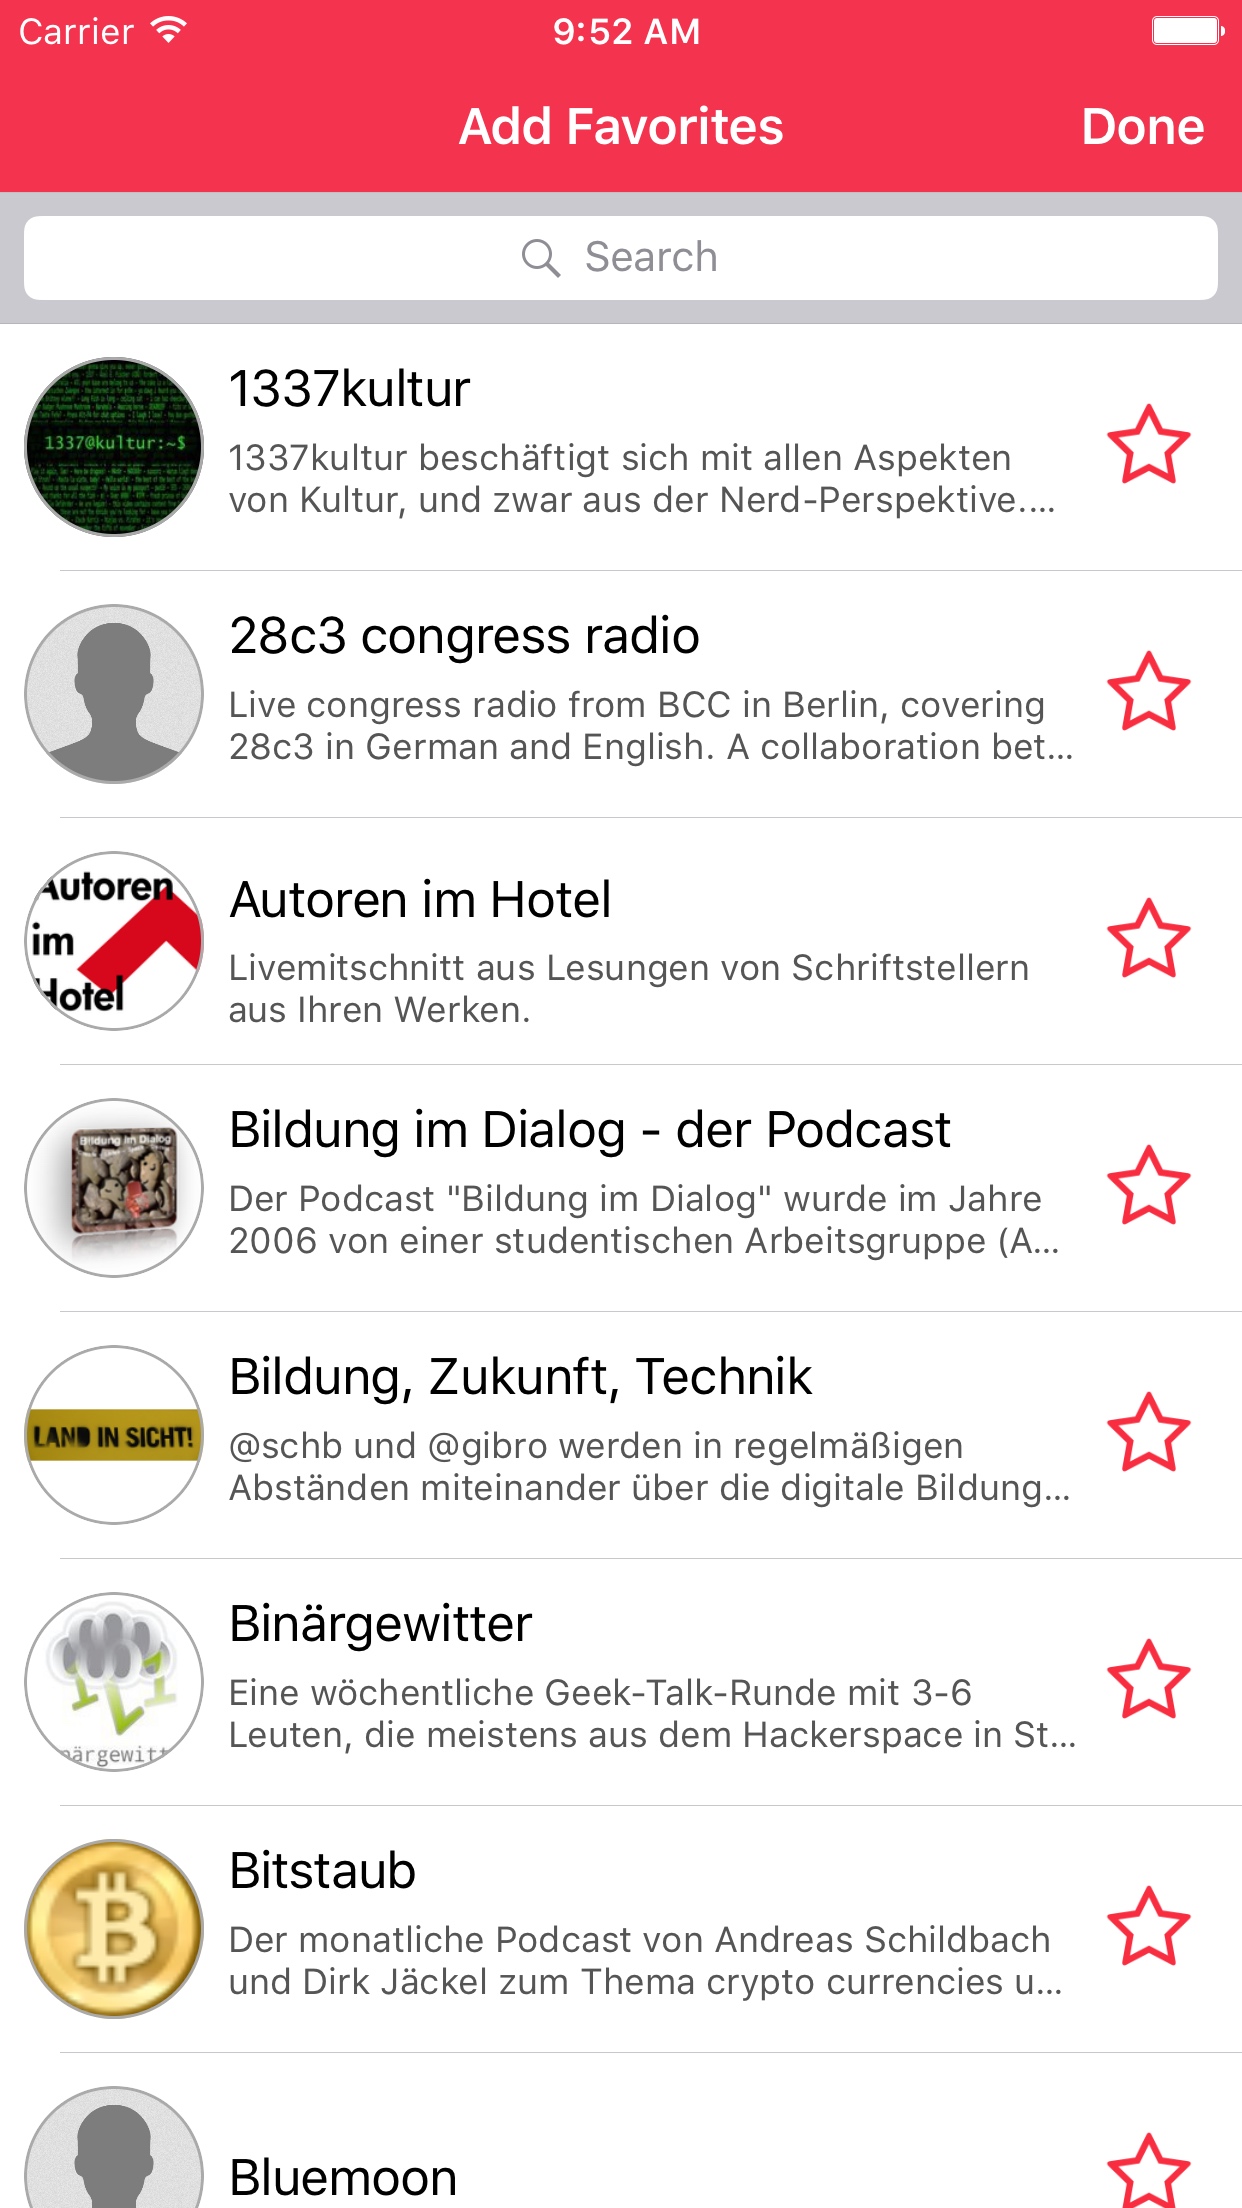 Carrier
9:52 AM
Add Favorites
Done
Search
1337@kultur:~$
1337kultur
1337kultur beschäftigt sich mit allen Aspekten
von Kultur, und zwar aus der Nerd-Perspektive....
28c3 congress radio
Live congress radio from BCC in Berlin, covering
28c3 in German and English. A collaboration bet...
Autoren
im
Hotel
Autoren im Hotel
Livemitschnitt aus Lesungen von Schriftstellern
aus Ihren Werken.
Bildung im Dialog
Bildung im Dialog - der Podcast
Der Podcast "Bildung im Dialog" wurde im Jahre
2006 von einer studentischen Arbeitsgruppe (A...
LAND IN SICHT!
Bildung, Zukunft, Technik
@schb und @gibro werden in regelmäßigen
Abständen miteinander über die digitale Bildung...
närgewitt
Binärgewitter
Eine wöchentliche Geek-Talk-Runde mit 3-6
Leuten, die meistens aus dem Hackerspace in St...
Bitstaub
Der monatliche Podcast von Andreas Schildbach
und Dirk Jäckel zum Thema crypto currencies u...
Bluemoon